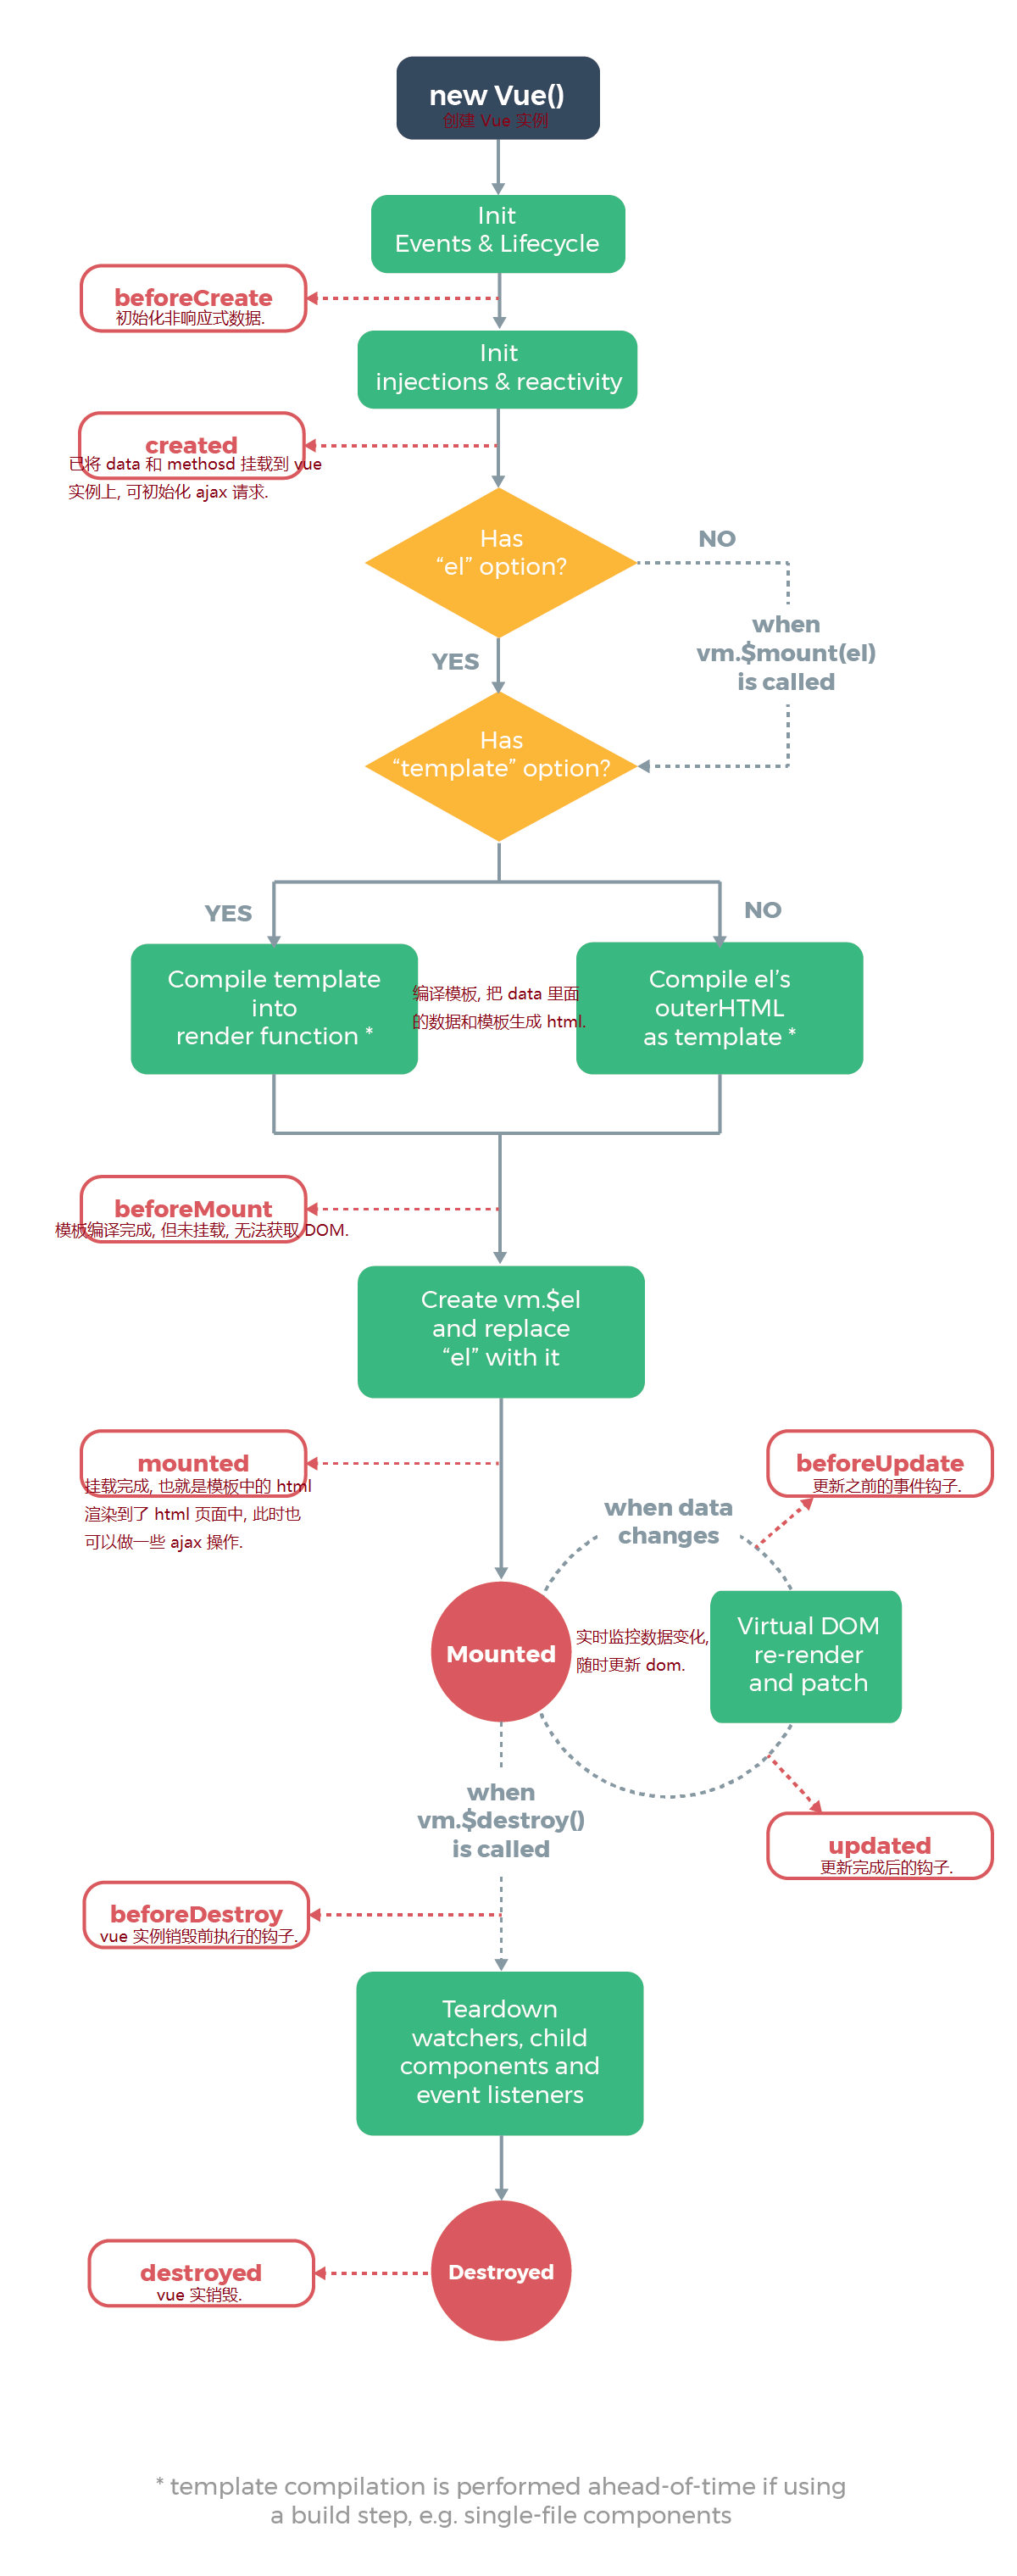 new Vue()
创建 Vue 实例
Init
Events & Lifecycle
beforeCreate
初始化非响应式数据.
Init
injections & reactivity
created
已将 data 和 methosd 挂载到 vue
实例上, 可初始化 ajax 请求.
Has
“el” option?
NO
when
vm.$mount(el)
is called
YES
Has
“template” option?
YES
NO
Compile template
into
render function *
编译模板, 把 data 里面
的数据和模板生成 html.
Compile el’s
outerHTML
as template *
beforeMount
模板编译完成, 但未挂载, 无法获取 DOM.
Create vm.$el
and replace
“el” with it
mounted
挂载完成, 也就是模板中的 html
渲染到了 html 页面中, 此时也
可以做一些 ajax 操作.
beforeUpdate
更新之前的事件钩子.
when data
changes
Mounted
实时监控数据变化,
随时更新 dom.
Virtual DOM
re-render
and patch
when
vm.$destroy()
is called
updated
更新完成后的钩子.
beforeDestroy
vue 实例销毁前执行的钩子.
Teardown
watchers, child
components and
event listeners
destroyed
vue 实销毁.
Destroyed
* template compilation is performed ahead-of-time if using
a build step, e.g. single-file components